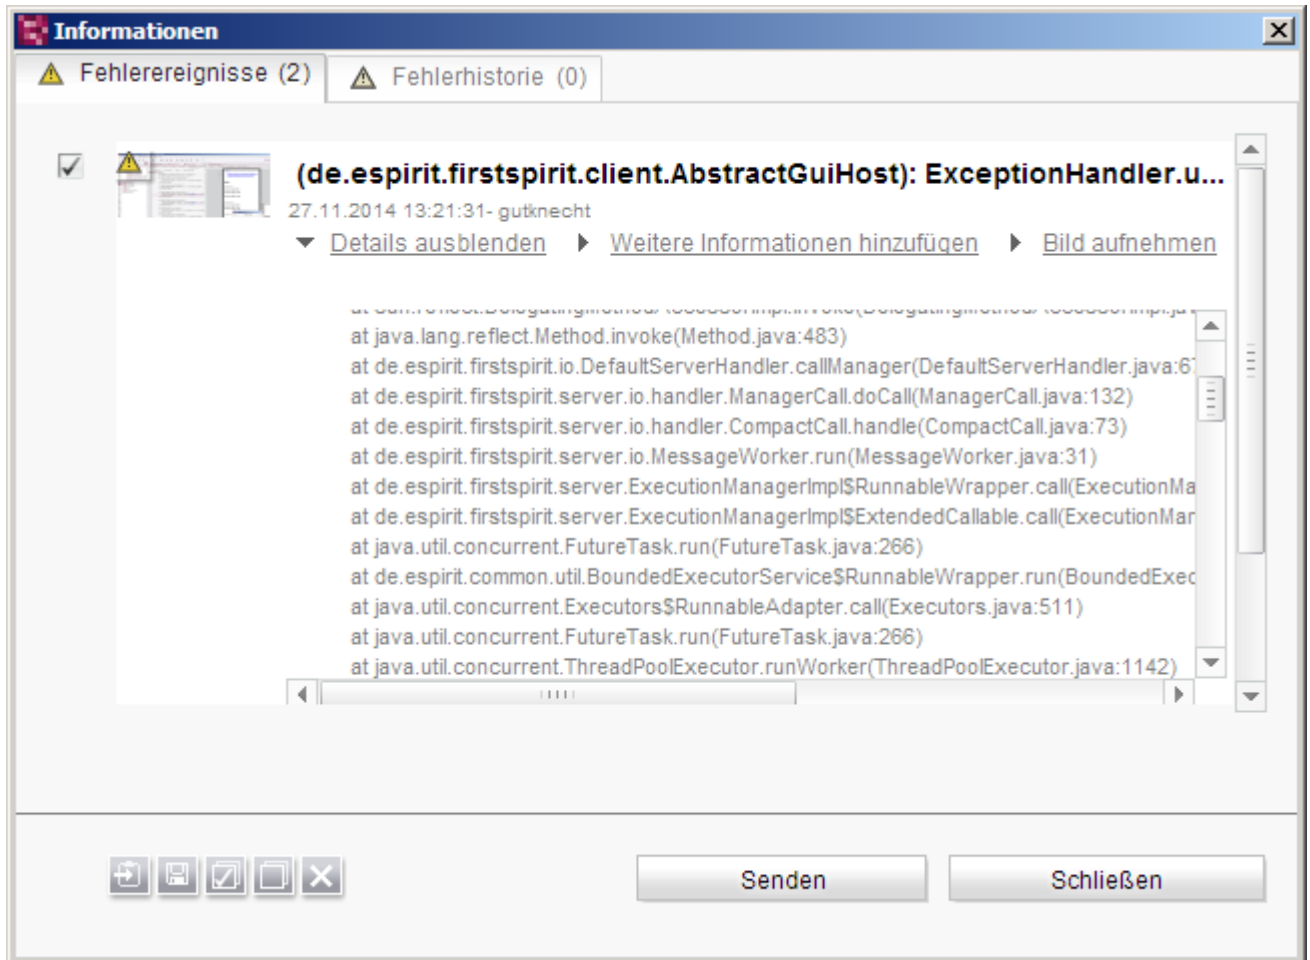 Informationen
Fehlerereignisse (2)
Fehlerhistorie (0)
(de.espirit.firstspirit.client.AbstractGuiHost): ExceptionHandler.u...
27.11.2014 13:21:31- gutknecht
Details ausblenden Weitere Informationen hinzufügen Bild aufnehmen
at java.lang.reflect.Method.invoke(Method.java:483)
at de.espirit.firstspirit.io.DefaultServerHandler.callManager(DefaultServerHandler.java:67
at de.espirit.firstspirit.server.io.handler.ManagerCall.doCall(ManagerCall.java:132)
at de.espirit.firstspirit.server.io.handler.CompactCall.handle(CompactCall.java:73)
at de.espirit.firstspirit.server.io.MessageWorker.run(MessageWorker.java:31)
at de.espirit.firstspirit.server.ExecutionManagerImpl$RunnableWrapper.call(ExecutionMa
at de.espirit.firstspirit.server.ExecutionManagerImpl$ExtendedCallable.call(ExecutionMar
at java.util.concurrent.FutureTask.run(FutureTask.java:266)
at de.espirit.common.util.BoundedExecutorService$RunnableWrapper.run(BoundedExec
at java.util.concurrent.Executors$RunnableAdapter.call(Executors.java:511)
at java.util.concurrent.FutureTask.run(FutureTask.java:266)
at java.util.concurrent.ThreadPoolExecutor.runWorker(ThreadPoolExecutor.java:1142)
Senden
Schließen